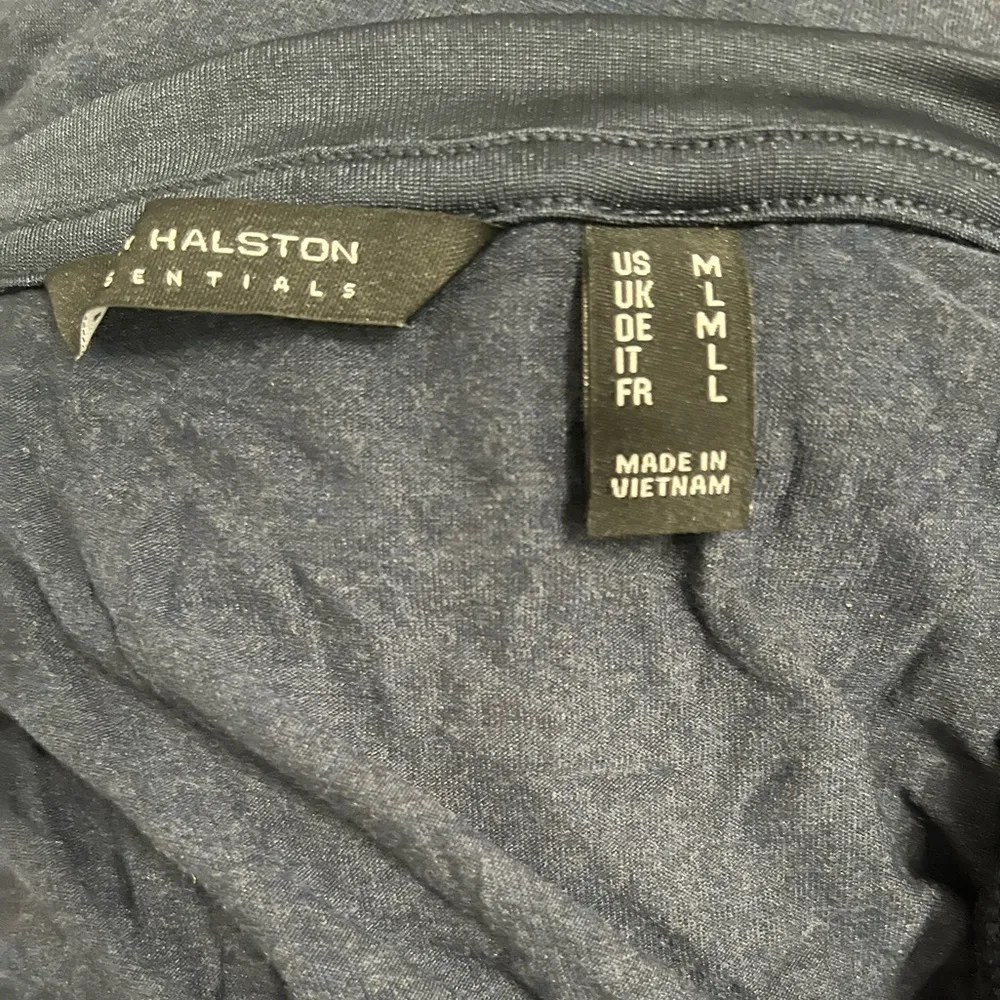 Y HALSTON
SENTIALS
US M
UK L
DE M
IT L
FR L
MADE IN
VIETNAM